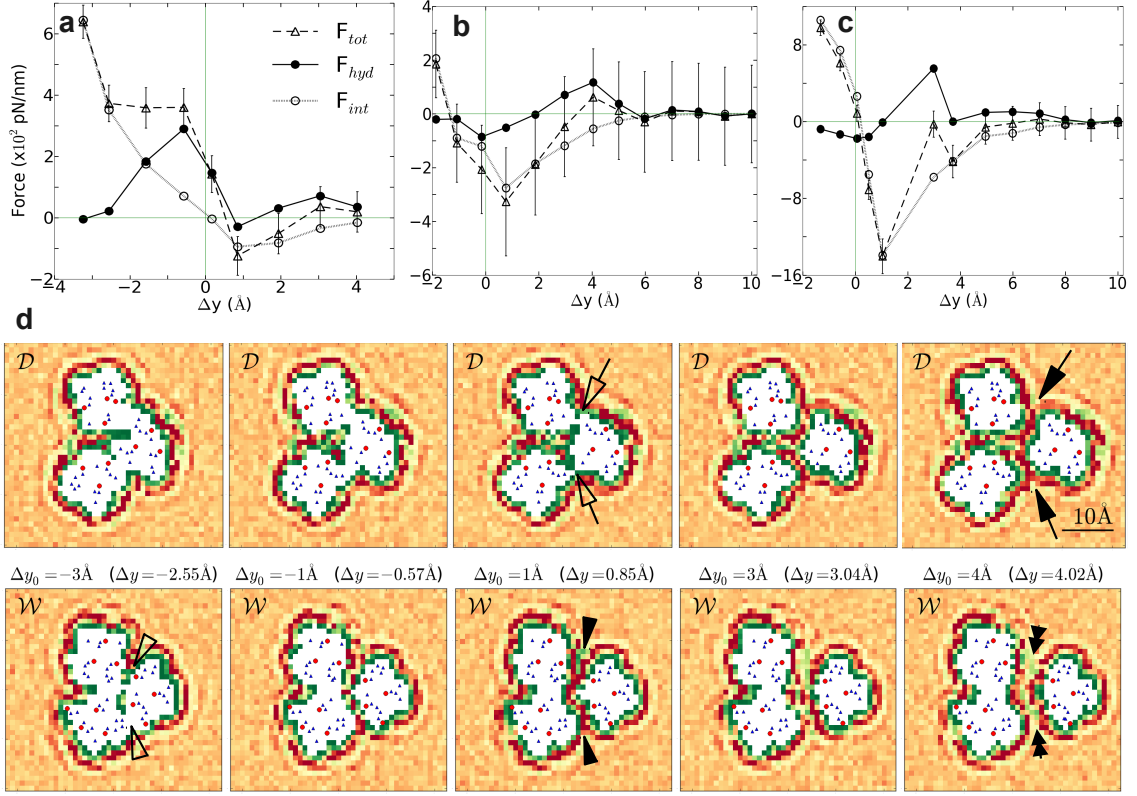 a
b
c
F_tot
F_hyd
F_int
Force (x10² pN/nm)
6
4
2
0
−2
−4 −2 0 2 4
Δy (Å)
4
2
0
−2
−4
−6
−2 0 2 4 6 8 10
Δy (Å)
8
0
−8
−16
0 2 4 6 8 10
Δy (Å)
d
𝒟 𝒟 𝒟 𝒟 𝒟
10Å
Δy₀ =−3Å (Δy=−2.55Å) Δy₀ =−1Å (Δy=−0.57Å) Δy₀ =1Å (Δy=0.85Å) Δy₀ =3Å (Δy=3.04Å) Δy₀ =4Å (Δy=4.02Å)
𝒲 𝒲 𝒲 𝒲 𝒲